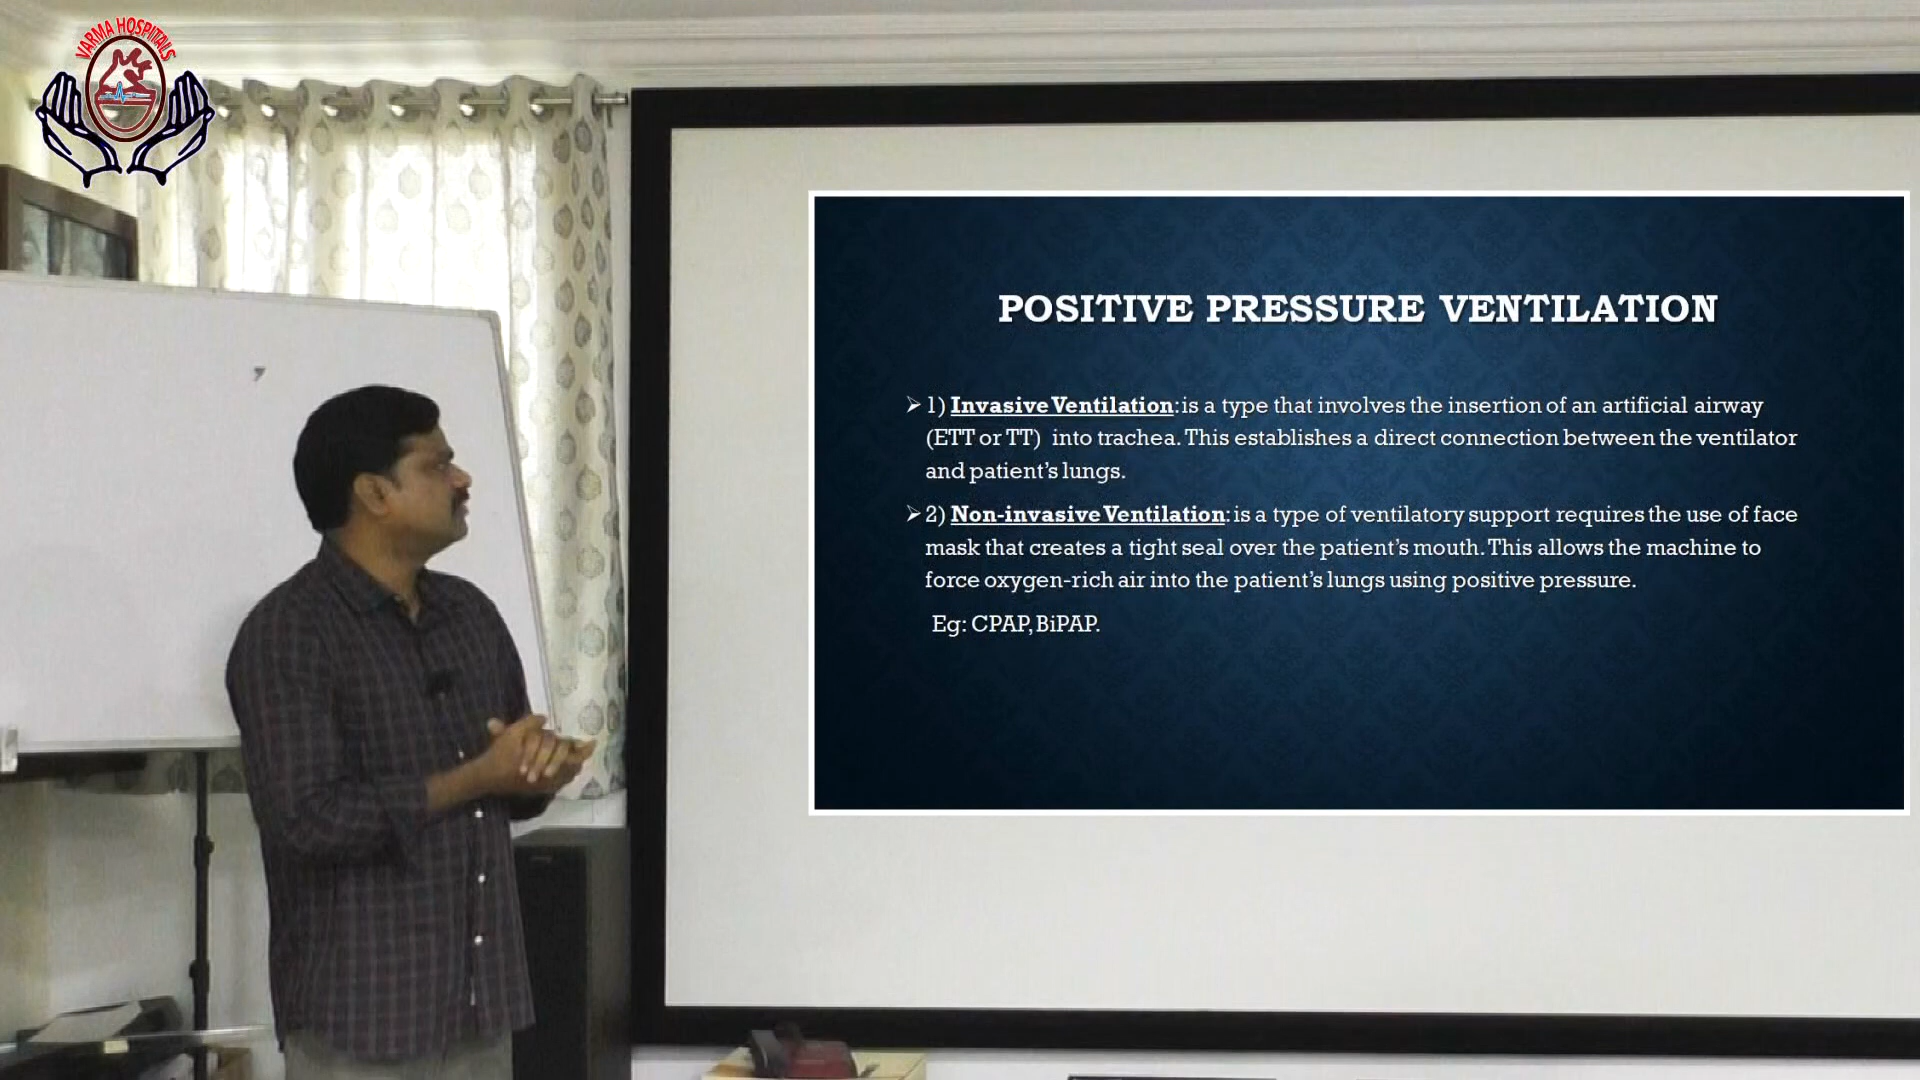 VARMA HOSPITALS
POSITIVE PRESSURE VENTILATION
➢ 1) Invasive Ventilation: is a type that involves the insertion of an artificial airway
(ETT or TT) into trachea. This establishes a direct connection between the ventilator
and patient's lungs.
➢ 2) Non-invasive Ventilation: is a type of ventilatory support requires the use of face
mask that creates a tight seal over the patient's mouth. This allows the machine to
force oxygen-rich air into the patient's lungs using positive pressure.
Eg: CPAP, BiPAP.